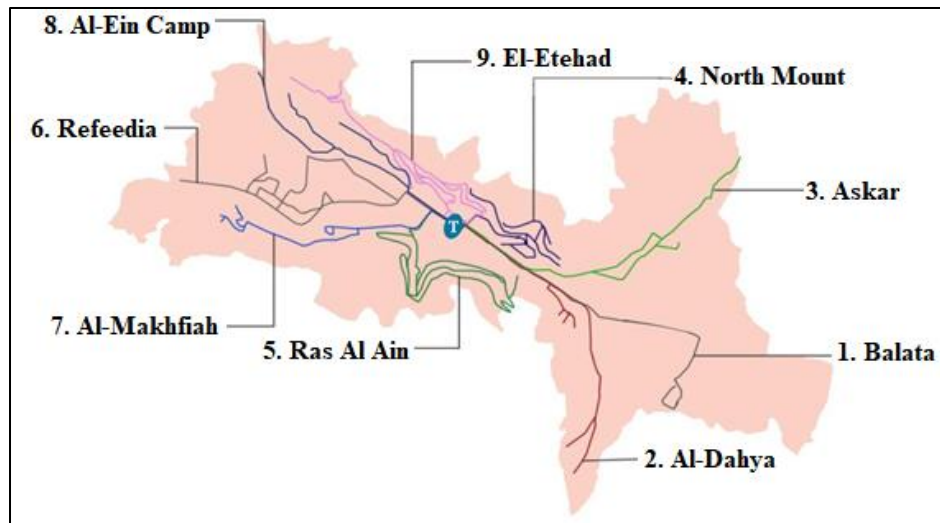 8. Al-Ein Camp
9. El-Etehad
4. North Mount
6. Refeedia
3. Askar
T
7. Al-Makhfiah
5. Ras Al Ain
1. Balata
2. Al-Dahya